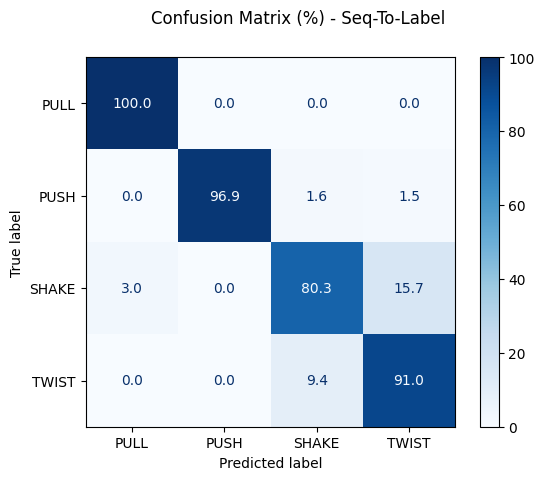 Confusion Matrix (%) - Seq-To-Label
True label
PULL 100.0 0.0 0.0 0.0
PUSH 0.0 96.9 1.6 1.5
SHAKE 3.0 0.0 80.3 15.7
TWIST 0.0 0.0 9.4 91.0
PULL PUSH SHAKE TWIST
Predicted label
100
80
60
40
20
0